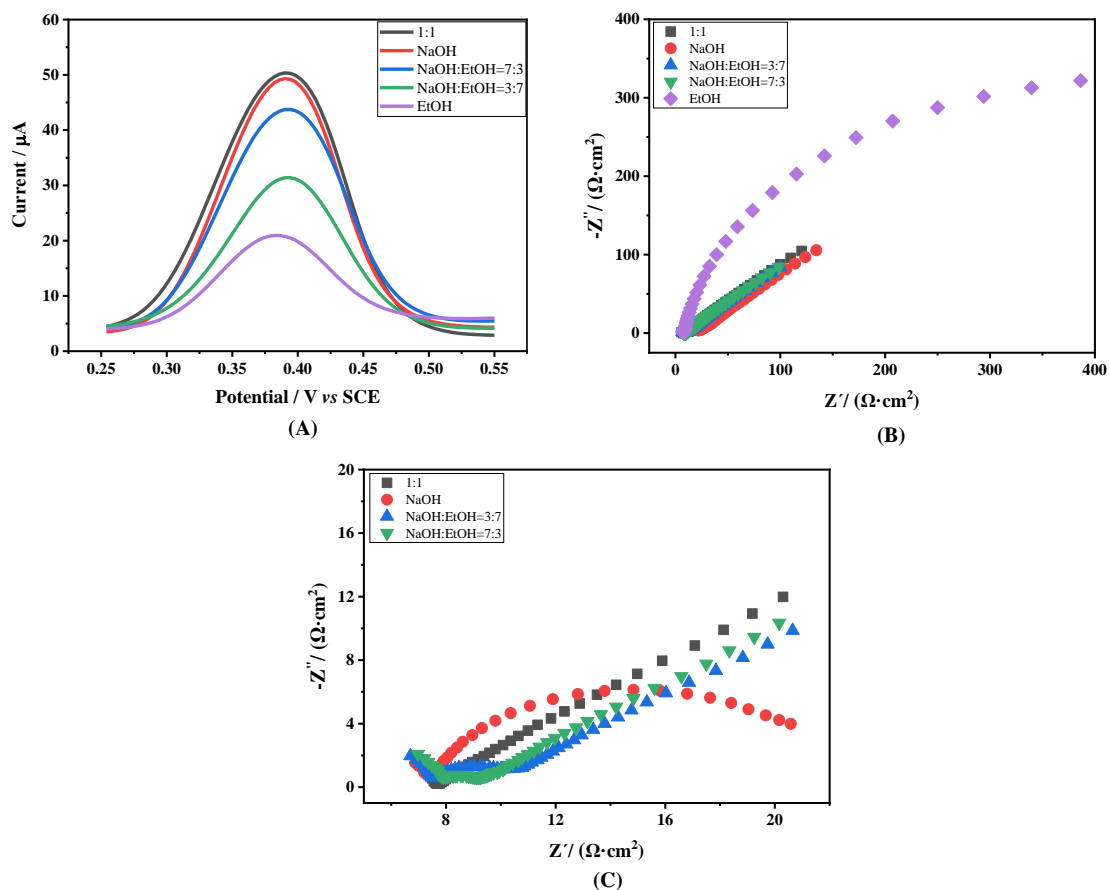 60
50
40
30
20
10
0
Current / μA
1:1
NaOH
NaOH:EtOH=7:3
NaOH:EtOH=3:7
EtOH
0.25
0.30
0.35
0.40
0.45
0.50
0.55
Potential / V vs SCE
(A)
400
300
200
100
0
-Z''/ (Ω·cm²)
1:1
NaOH
NaOH:EtOH=3:7
NaOH:EtOH=7:3
EtOH
0
100
200
300
400
Z´/ (Ω·cm²)
(B)
20
16
12
8
4
0
-Z''/ (Ω·cm²)
1:1
NaOH
NaOH:EtOH=3:7
NaOH:EtOH=7:3
8
12
16
20
Z´/ (Ω·cm²)
(C)